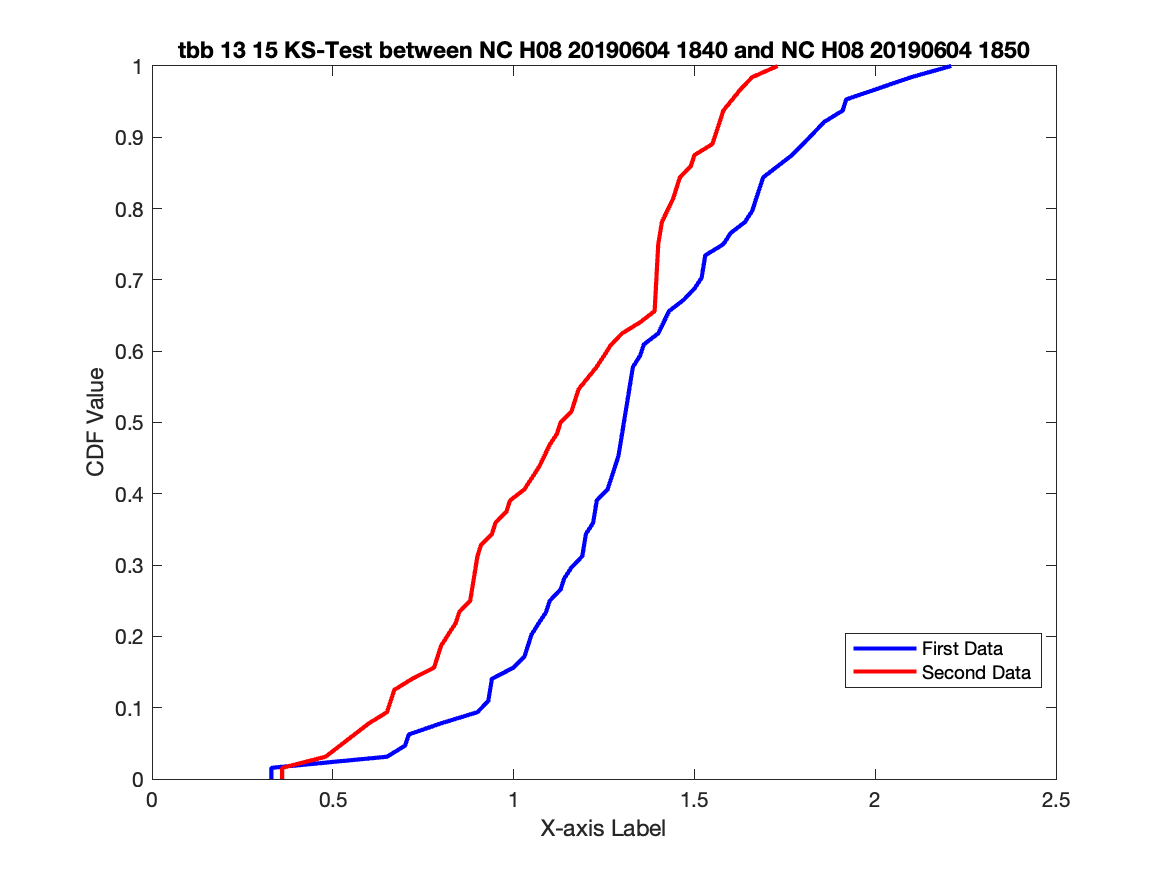 tbb 13 15 KS-Test between NC H08 20190604 1840 and NC H08 20190604 1850
1
0.9
0.8
0.7
0.6
0.5
0.4
0.3
0.2
0.1
0
CDF Value
First Data
Second Data
0 0.5 1 1.5 2 2.5
X-axis Label